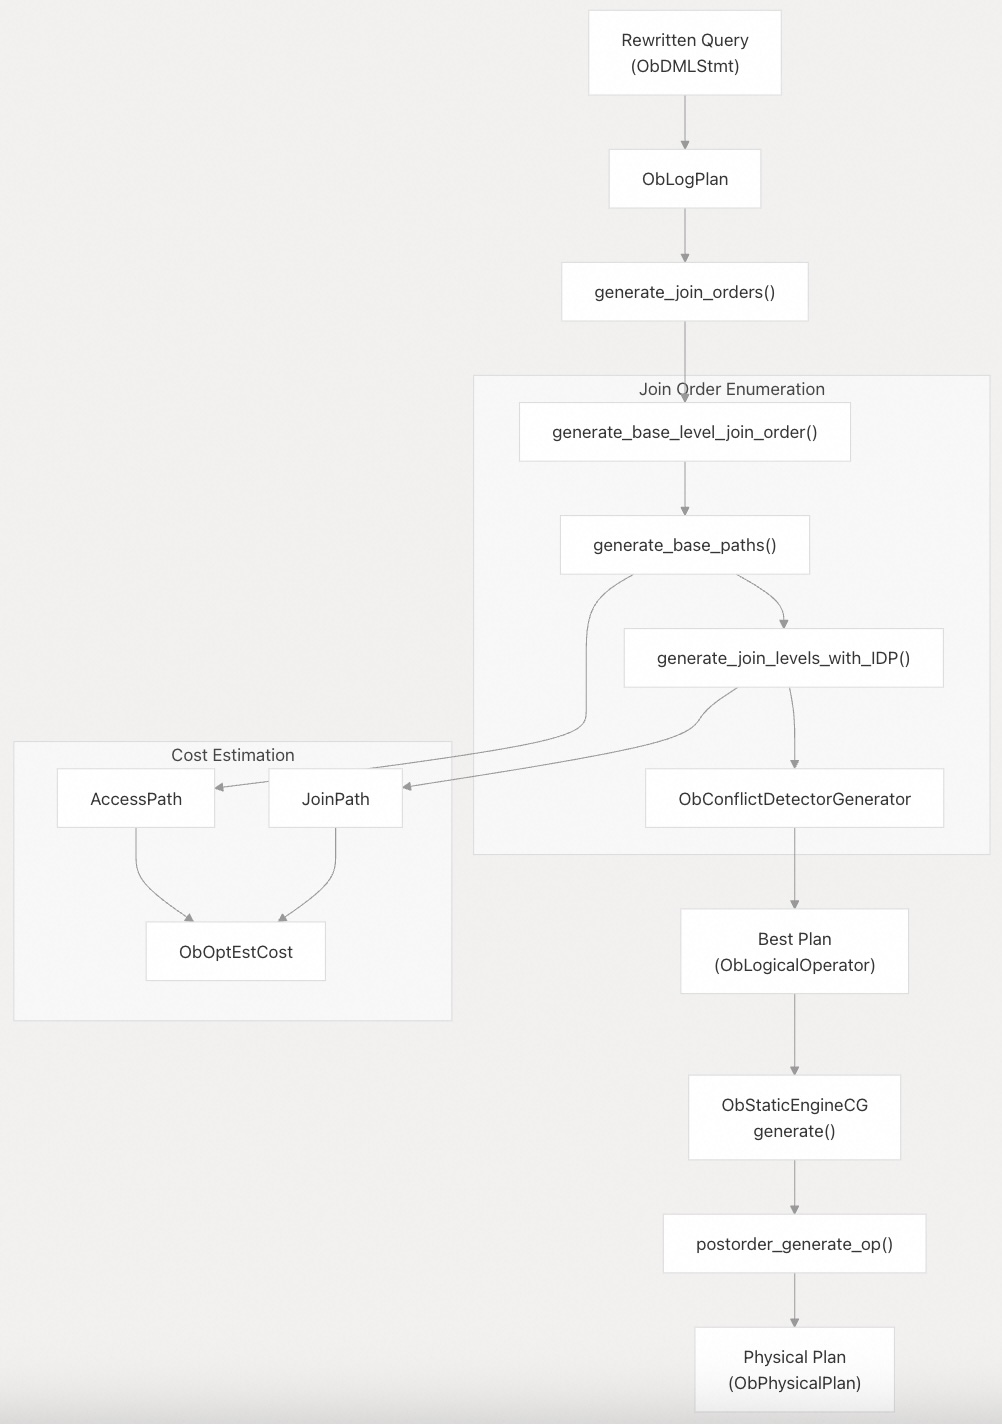 Rewritten Query
(ObDMLStmt)
ObLogPlan
generate_join_orders()
Join Order Enumeration
generate_base_level_join_order()
generate_base_paths()
generate_join_levels_with_IDP()
Cost Estimation
AccessPath
JoinPath
ObConflictDetectorGenerator
ObOptEstCost
Best Plan
(ObLogicalOperator)
ObStaticEngineCG
generate()
postorder_generate_op()
Physical Plan
(ObPhysicalPlan)